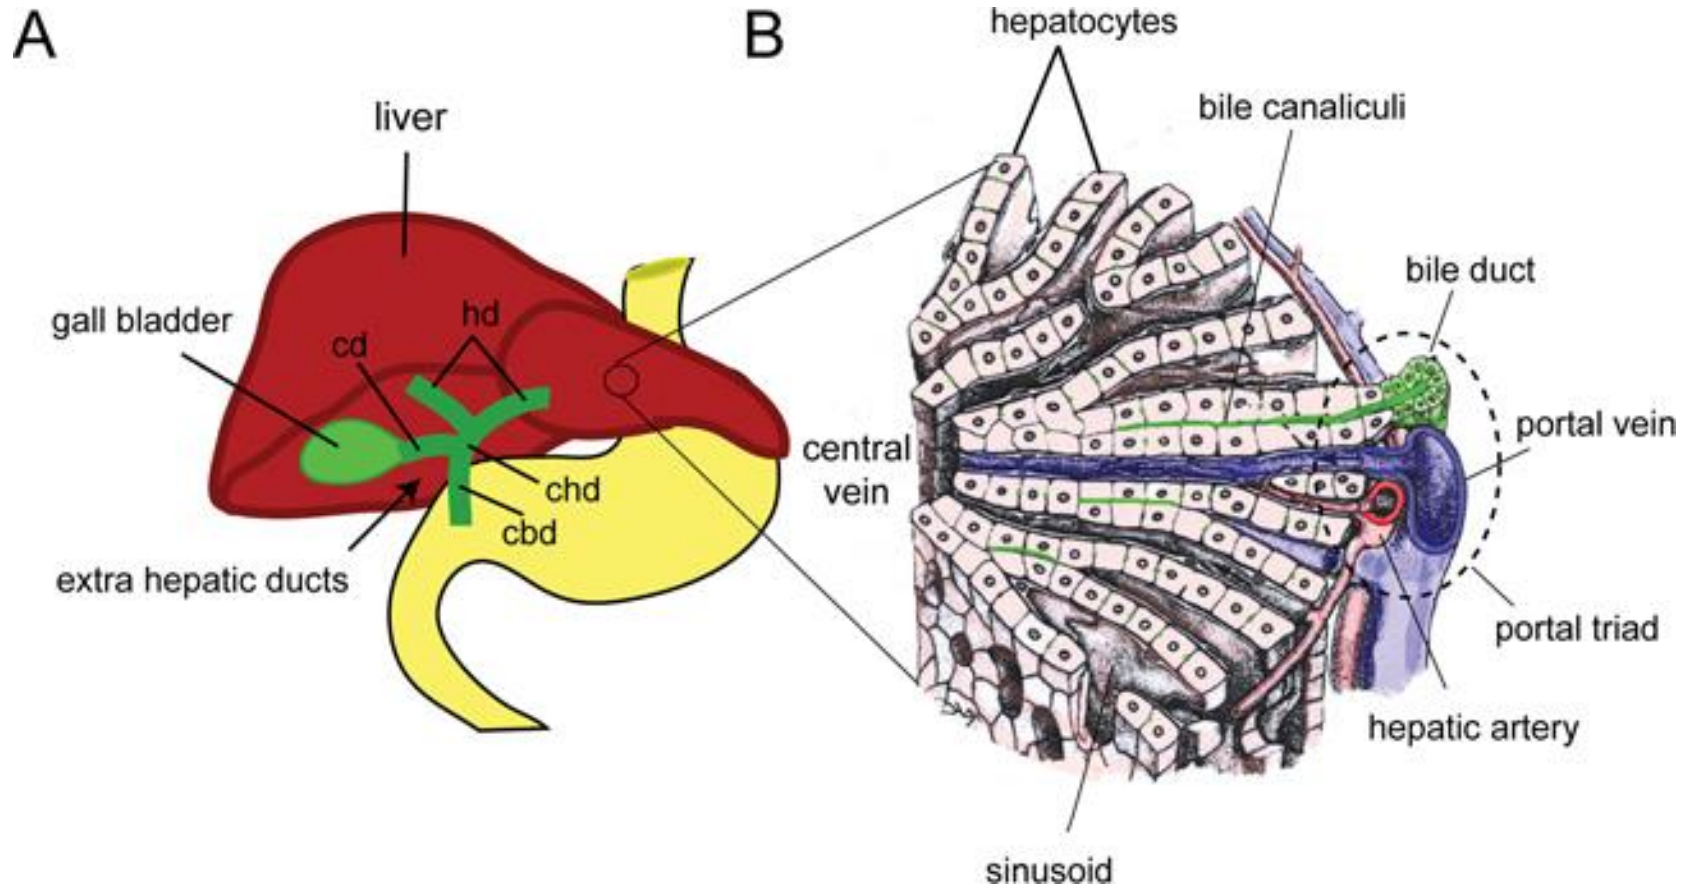 A
B
liver
gall bladder
cd
hd
chd
cbd
extra hepatic ducts
hepatocytes
bile canaliculi
bile duct
central
vein
portal vein
portal triad
hepatic artery
sinusoid